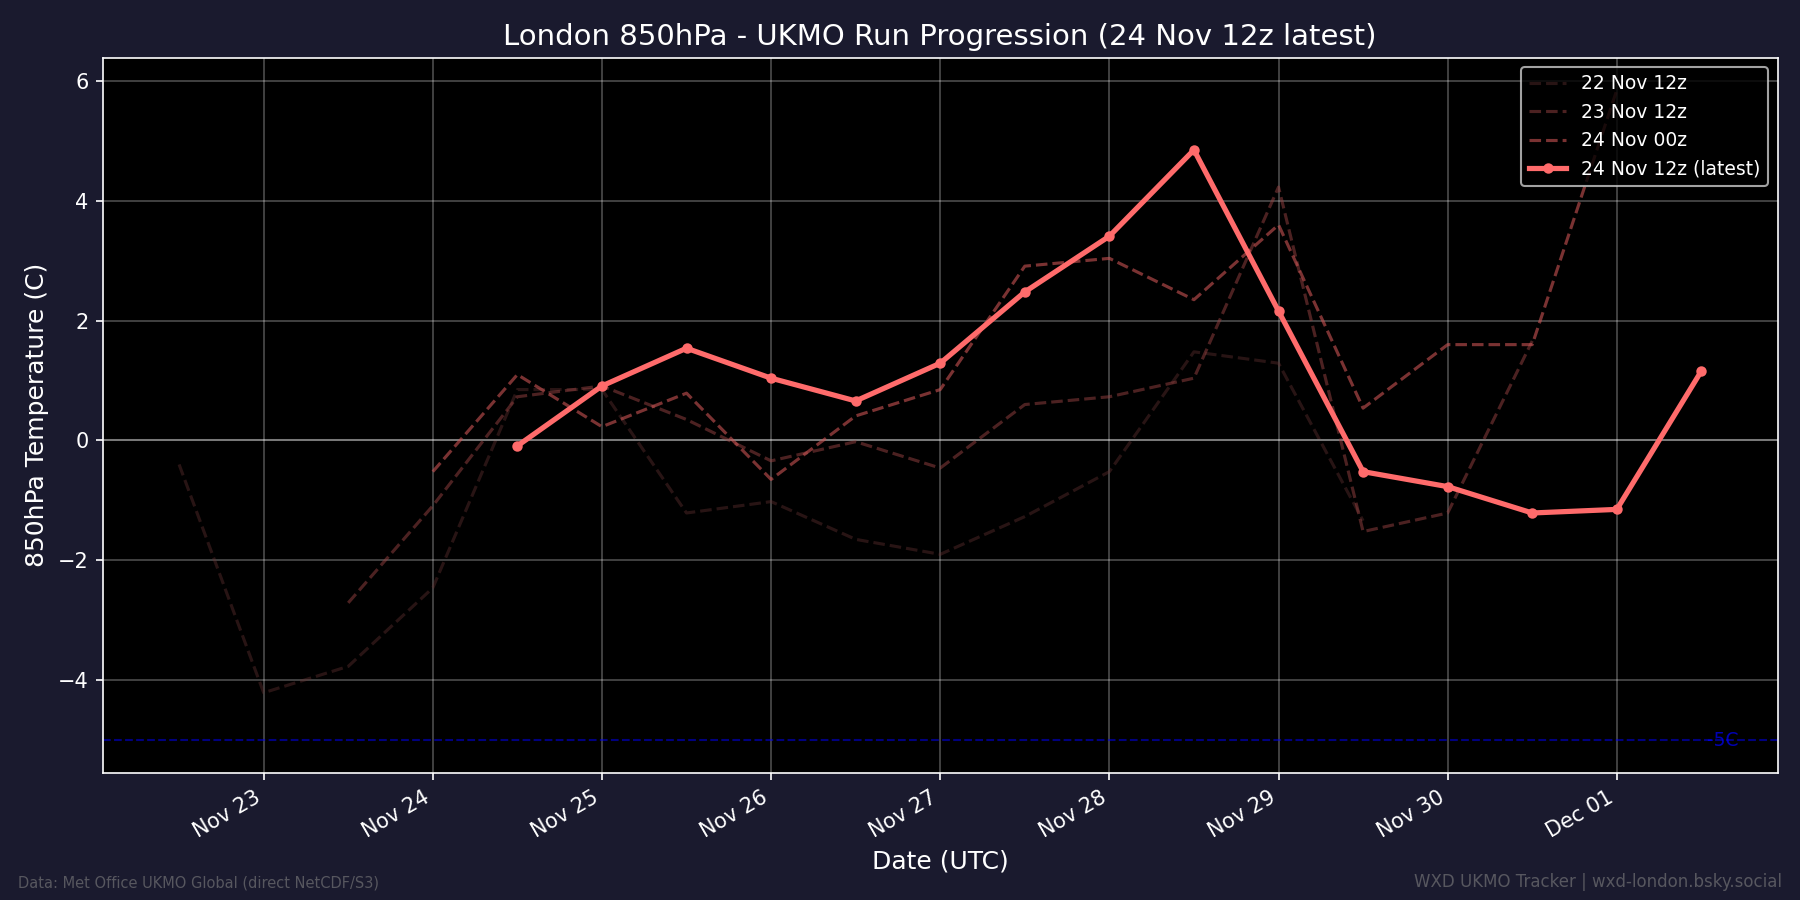 London 850hPa - UKMO Run Progression (24 Nov 12z latest)
22 Nov 12z
23 Nov 12z
24 Nov 00z
24 Nov 12z (latest)
850hPa Temperature (C)
6
4
2
0
−2
−4
-5C
Nov 23
Nov 24
Nov 25
Nov 26
Nov 27
Nov 28
Nov 29
Nov 30
Dec 01
Date (UTC)
Data: Met Office UKMO Global (direct NetCDF/S3)
WXD UKMO Tracker | wxd-london.bsky.social